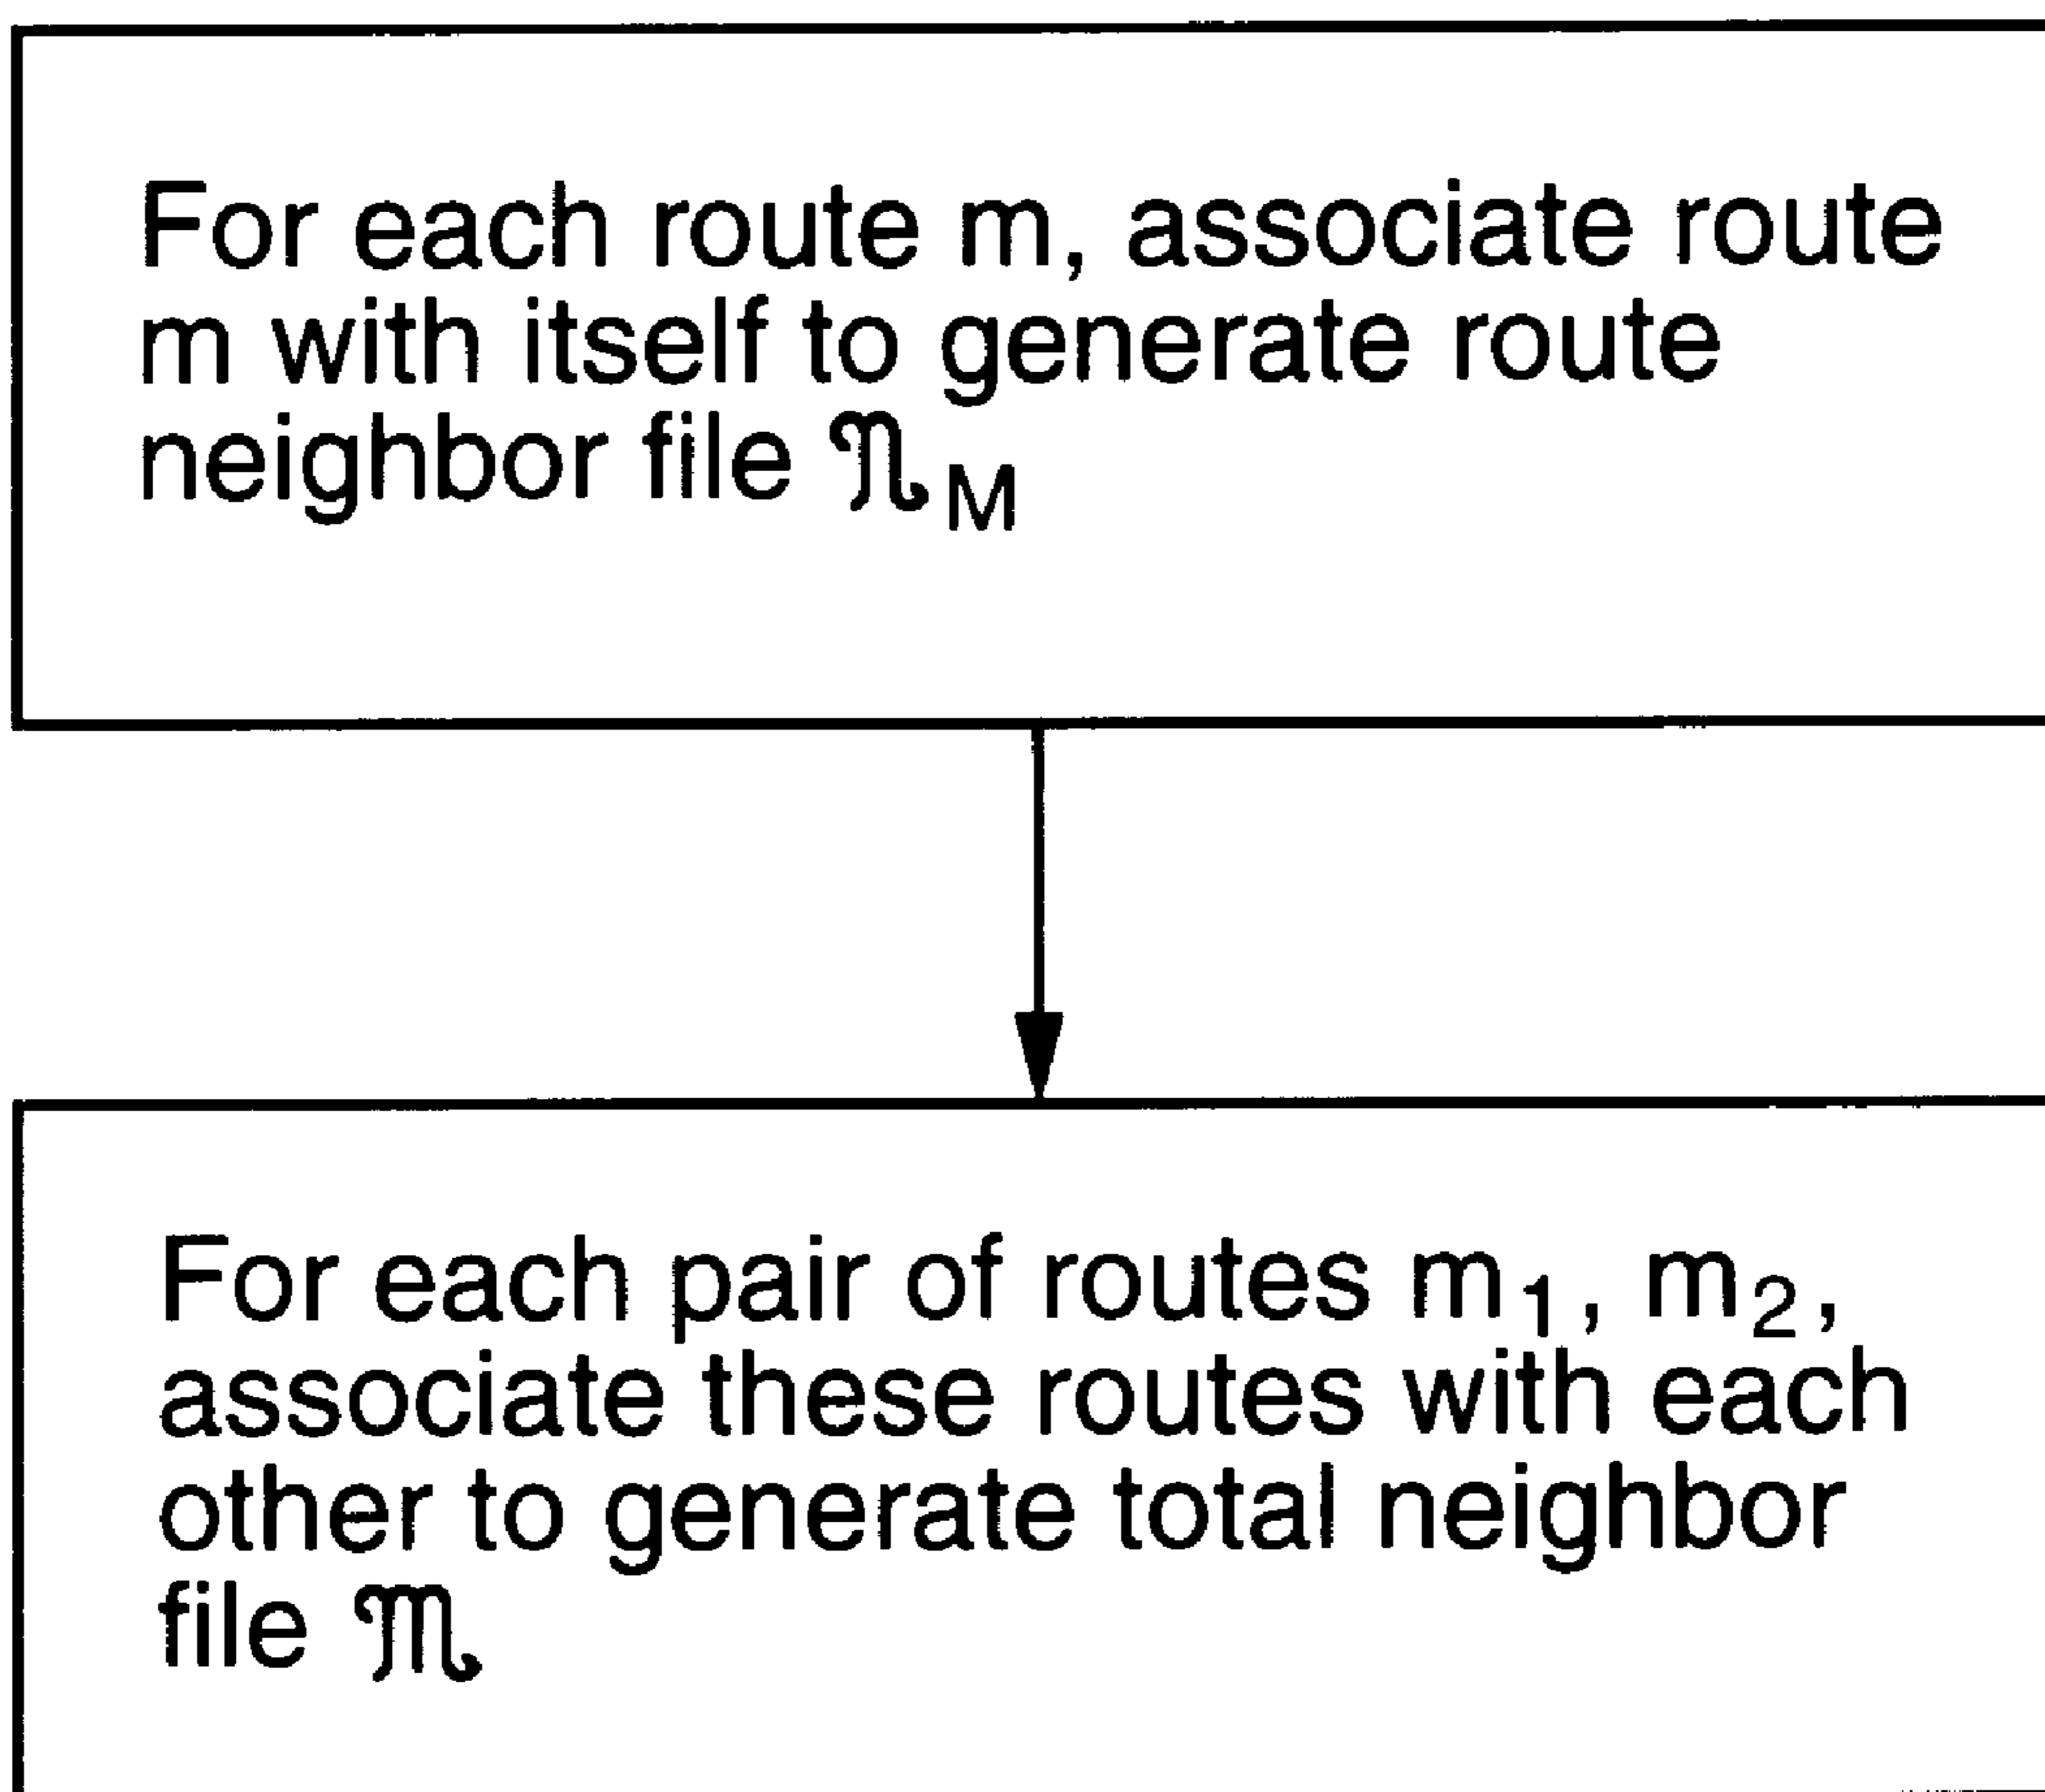 For each route m, associate route
m with itself to generate route
neighbor file 𝔑M
For each pair of routes m1, m2,
associate these routes with each
other to generate total neighbor
file 𝔐